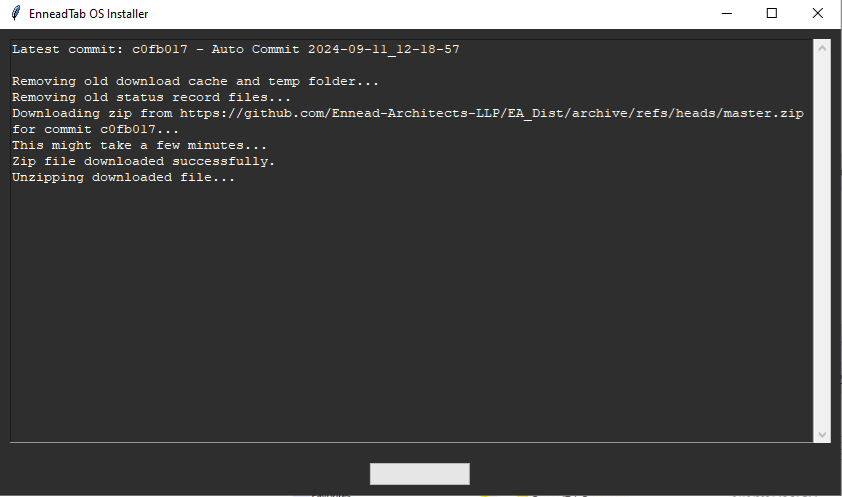 EnneadTab OS Installer
Latest commit: c0fb017 - Auto Commit 2024-09-11_12-18-57
Removing old download cache and temp folder...
Removing old status record files...
Downloading zip from https://github.com/Ennead-Architects-LLP/EA_Dist/archive/refs/heads/master.zip
for commit c0fb017...
This might take a few minutes...
Zip file downloaded successfully.
Unzipping downloaded file...